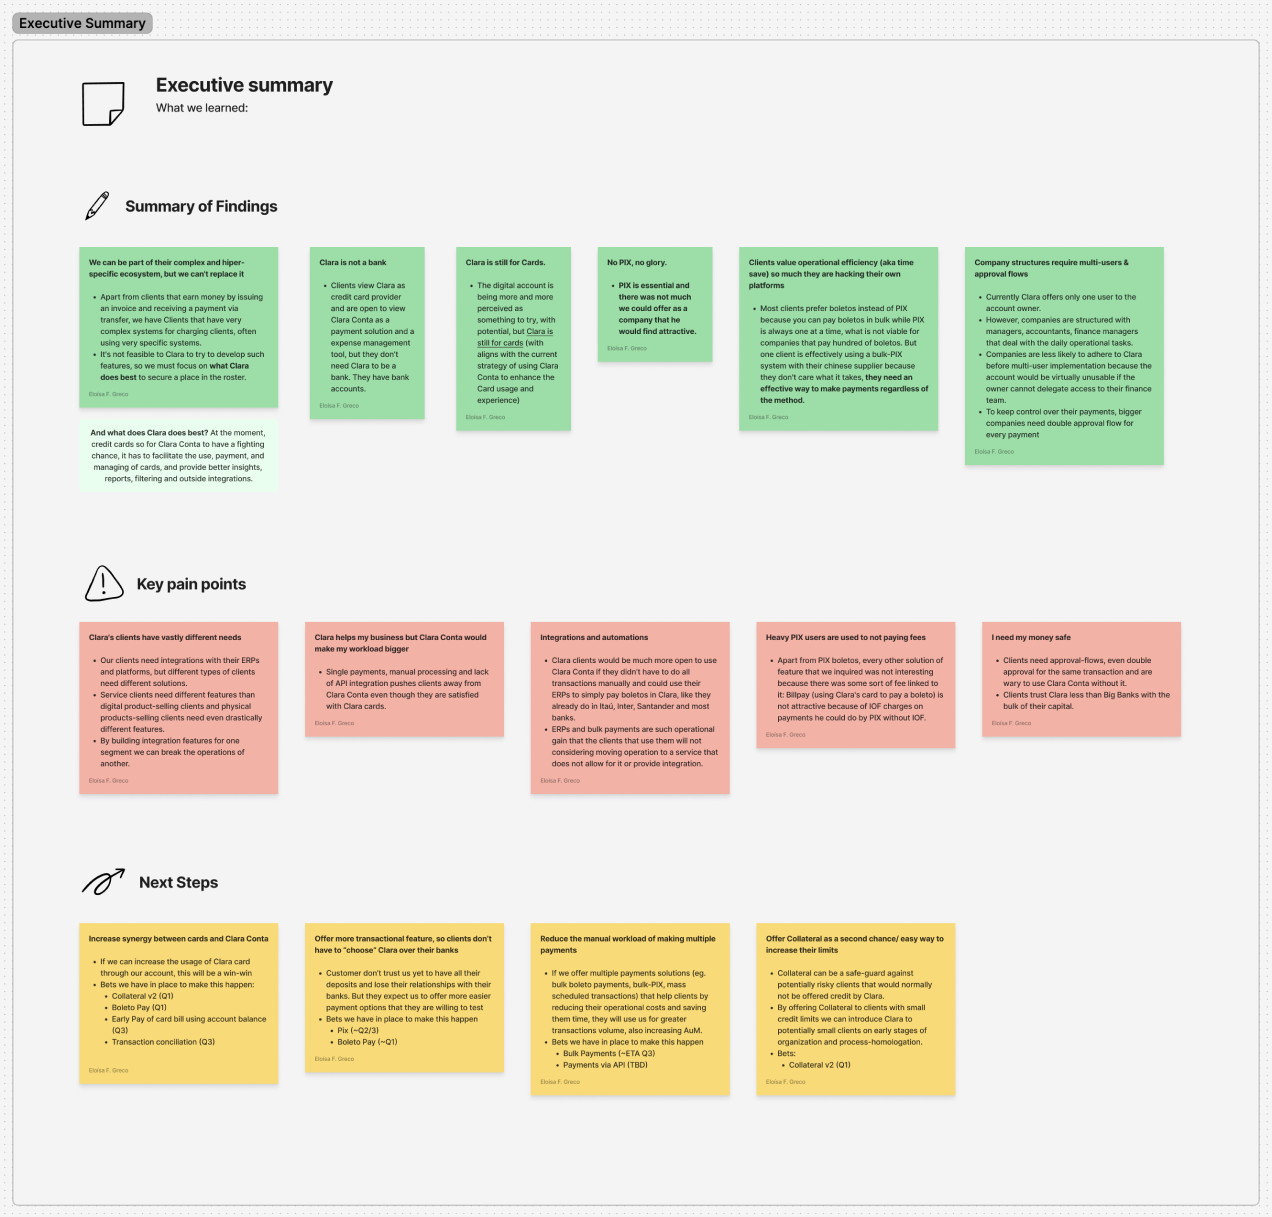 Executive Summary
Executive summary
What we learned:
Summary of Findings
We can be part of their complex and hiper-
specific ecosystem, but we can't replace it
• Apart from clients that earn money by issuing
an invoice and receiving a payment via
transfer, we have Clients that have very
complex systems for charging clients, often
using very specific systems.
• It's not feasible to Clara to try to develop such
features, so we must focus on what Clara
does best to secure a place in the roster.
Eloísa F. Greco
And what does Clara does best? At the moment,
credit cards so for Clara Conta to have a fighting
chance, it has to facilitate the use, payment, and
managing of cards, and provide better insights,
reports, filtering and outside integrations.
Clara is not a bank
• Clients view Clara as
credit card provider
and are open to view
Clara Conta as a
payment solution and a
expense management
tool, but they don't
need Clara to be a
bank. They have bank
accounts.
Eloísa F. Greco
Clara is still for Cards.
• The digital account is
being more and more
perceived as
something to try, with
potential, but Clara is
still for cards (with
aligns with the current
strategy of using Clara
Conta to enhance the
Card usage and
experience)
Eloísa F. Greco
No PIX, no glory.
• PIX is essential and
there was not much
we could offer as a
company that he
would find attractive.
Eloísa F. Greco
Clients value operational efficiency (aka time
save) so much they are hacking their own
platforms
• Most clients prefer boletos instead of PIX
because you can pay boletos in bulk while PIX
is always one at a time, what is not viable for
companies that pay hundred of boletos. But
one client is effectively using a bulk-PIX
system with their chinese supplier because
they don't care what it takes, they need an
effective way to make payments regardless of
the method.
Eloísa F. Greco
Company structures require multi-users &
approval flows
• Currently Clara offers only one user to the
account owner.
• However, companies are structured with
managers, accountants, finance managers
that deal with the daily operational tasks.
• Companies are less likely to adhere to Clara
before multi-user implementation because the
account would be virtually unusable if the
owner cannot delegate access to their finance
team.
• To keep control over their payments, bigger
companies need double approval flow for
every payment
Eloísa F. Greco
Key pain points
Clara's clients have vastly different needs
• Our clients need integrations with their ERPs
and platforms, but different types of clients
need different solutions.
• Service clients need different features than
digital product-selling clients and physical
products-selling clients need even drastically
different features.
• By building integration features for one
segment we can break the operations of
another.
Eloísa F. Greco
Clara helps my business but Clara Conta would
make my workload bigger
• Single payments, manual processing and lack
of API integration pushes clients away from
Clara Conta even though they are satisfied
with Clara cards.
Eloísa F. Greco
Integrations and automations
• Clara clients would be much more open to use
Clara Conta if they didn't have to do all
transactions manually and could use their
ERPs to simply pay boletos in Clara, like they
already do in Itaú, Inter, Santander and most
banks.
• ERPs and bulk payments are such operational
gain that the clients that use them will not
considering moving operation to a service that
does not allow for it or provide integration.
Eloísa F. Greco
Heavy PIX users are used to not paying fees
• Apart from PIX boletos, every other solution of
feature that we inquired was not interesting
because there was some sort of fee linked to
it: Billpay (using Clara's card to pay a boleto) is
not attractive because of IOF charges on
payments he could do by PIX without IOF.
Eloísa F. Greco
I need my money safe
• Clients need approval-flows, even double
approval for the same transaction and are
wary to use Clara Conta without it.
• Clients trust Clara less than Big Banks with the
bulk of their capital.
Eloísa F. Greco
Next Steps
Increase synergy between cards and Clara Conta
• If we can increase the usage of Clara card
through our account, this will be a win-win
• Bets we have in place to make this happen:
• Collateral v2 (Q1)
• Boleto Pay (Q1)
• Early Pay of card bill using account balance
(Q3)
• Transaction conciliation (Q3)
Eloísa F. Greco
Offer more transactional feature, so clients don't
have to "choose" Clara over their banks
• Customer don't trust us yet to have all their
deposits and lose their relationships with their
banks. But they expect us to offer more easier
payment options that they are willing to test
• Bets we have in place to make this happen
• Pix (~Q2/3)
• Boleto Pay (~Q1)
Eloísa F. Greco
Reduce the manual workload of making multiple
payments
• If we offer multiple payments solutions (eg.
bulk boleto payments, bulk-PIX, mass
scheduled transactions) that help clients by
reducing their operational costs and saving
them time, they will use us for greater
transactions volume, also increasing AuM.
• Bets we have in place to make this happen
• Bulk Payments (~ETA Q3)
• Payments via API (TBD)
Eloísa F. Greco
Offer Collateral as a second chance/ easy way to
increase their limits
• Collateral can be a safe-guard against
potentially risky clients that would normally
not be offered credit by Clara.
• By offering Collateral to clients with small
credit limits we can introduce Clara to
potentially small clients on early stages of
organization and process-homologation.
• Bets:
• Collateral v2 (Q1)
Eloísa F. Greco